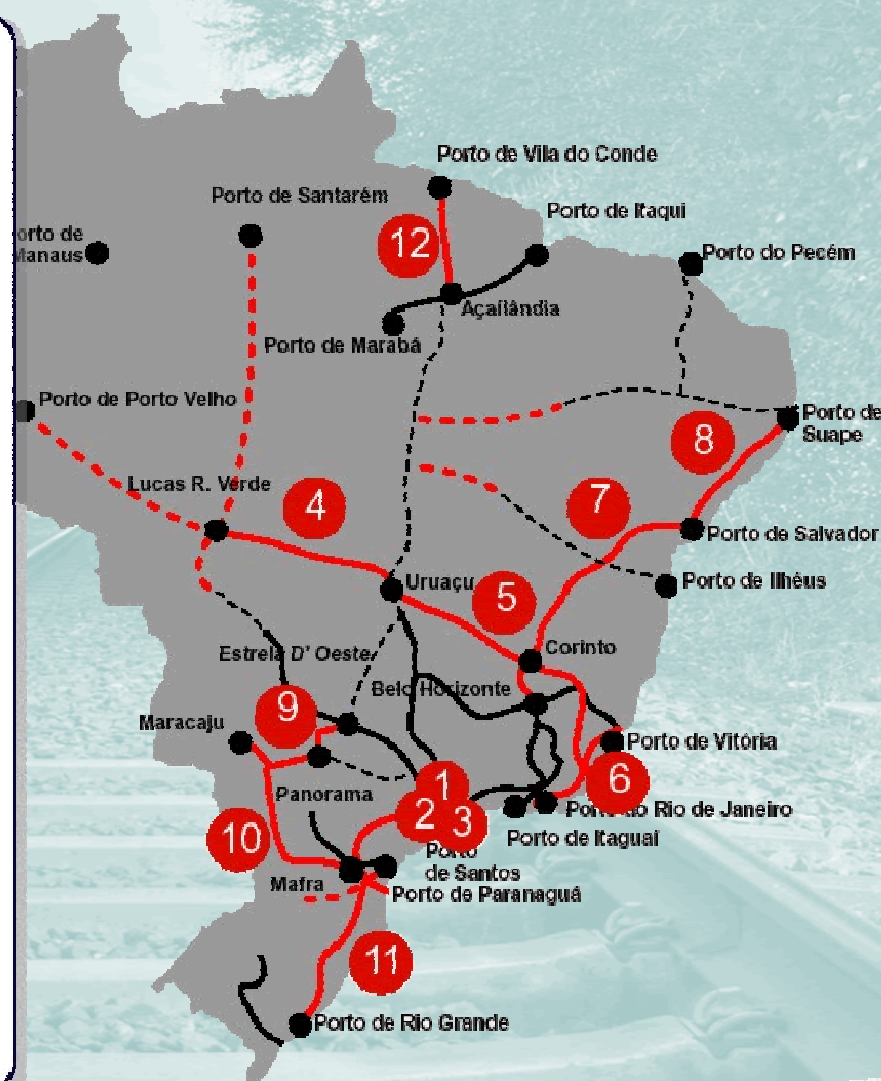 Porto de Vila do Conde
Porto de Santarém
Porto de Itaqui
12
orto de
Manaus
Porto do Pecém
Açailândia
Porto de Marabá
Porto de Porto Velho
Porto de
Suape
8
Lucas R. Verde
4
7
Porto de Salvador
Uruaçu
5
Porto de Ilhéus
Estrela D' Oeste
Corinto
Belo Horizonte
9
Maracaju
Porto de Vitória
1
6
Panorama
2
3
Porto do Rio de Janeiro
10
Porto de Itaguai
Porto
de Santos
Mafra
Porto de Paranaguá
11
Porto de Rio Grande